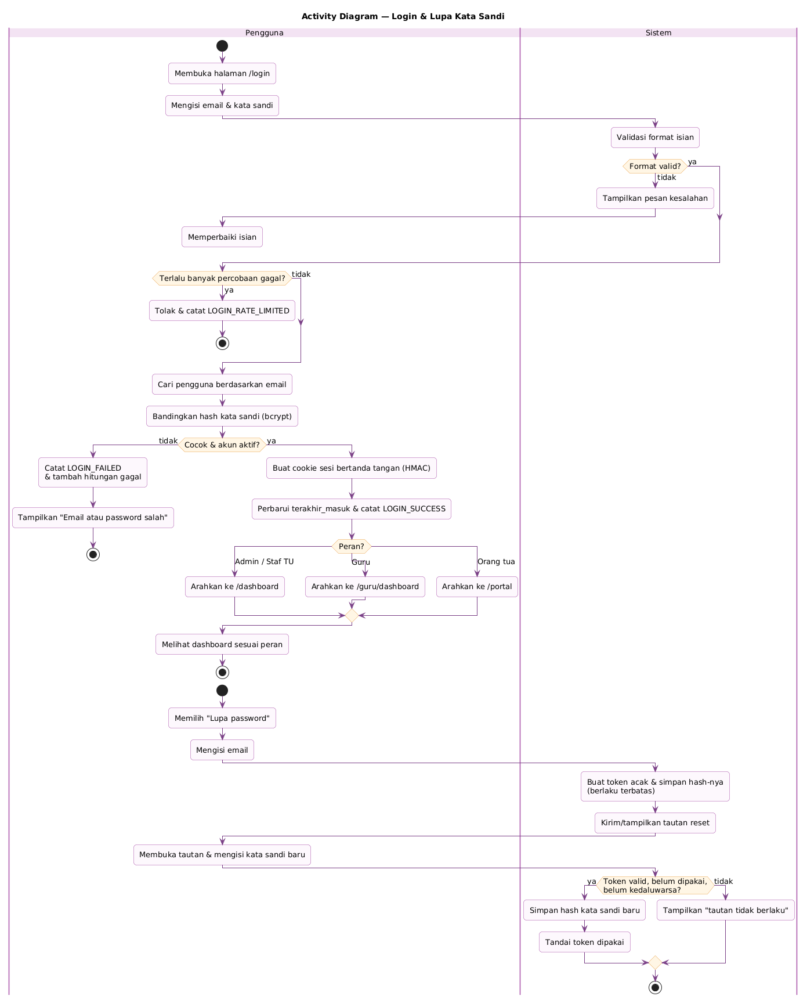 Activity Diagram — Login & Lupa Kata Sandi
Pengguna
Sistem
Membuka halaman /login
Mengisi email & kata sandi
Validasi format isian
Format valid?
ya
tidak
Tampilkan pesan kesalahan
Memperbaiki isian
Terlalu banyak percobaan gagal?
tidak
ya
Tolak & catat LOGIN_RATE_LIMITED
Cari pengguna berdasarkan email
Bandingkan hash kata sandi (bcrypt)
tidak
Cocok & akun aktif?
ya
Catat LOGIN_FAILED
& tambah hitungan gagal
Buat cookie sesi bertanda tangan (HMAC)
Tampilkan "Email atau password salah"
Perbarui terakhir_masuk & catat LOGIN_SUCCESS
Peran?
Admin / Staf TU
Guru
Orang tua
Arahkan ke /dashboard
Arahkan ke /guru/dashboard
Arahkan ke /portal
Melihat dashboard sesuai peran
Memilih "Lupa password"
Mengisi email
Buat token acak & simpan hash-nya
(berlaku terbatas)
Kirim/tampilkan tautan reset
Membuka tautan & mengisi kata sandi baru
ya
Token valid, belum dipakai,
belum kedaluwarsa?
tidak
Simpan hash kata sandi baru
Tampilkan "tautan tidak berlaku"
Tandai token dipakai